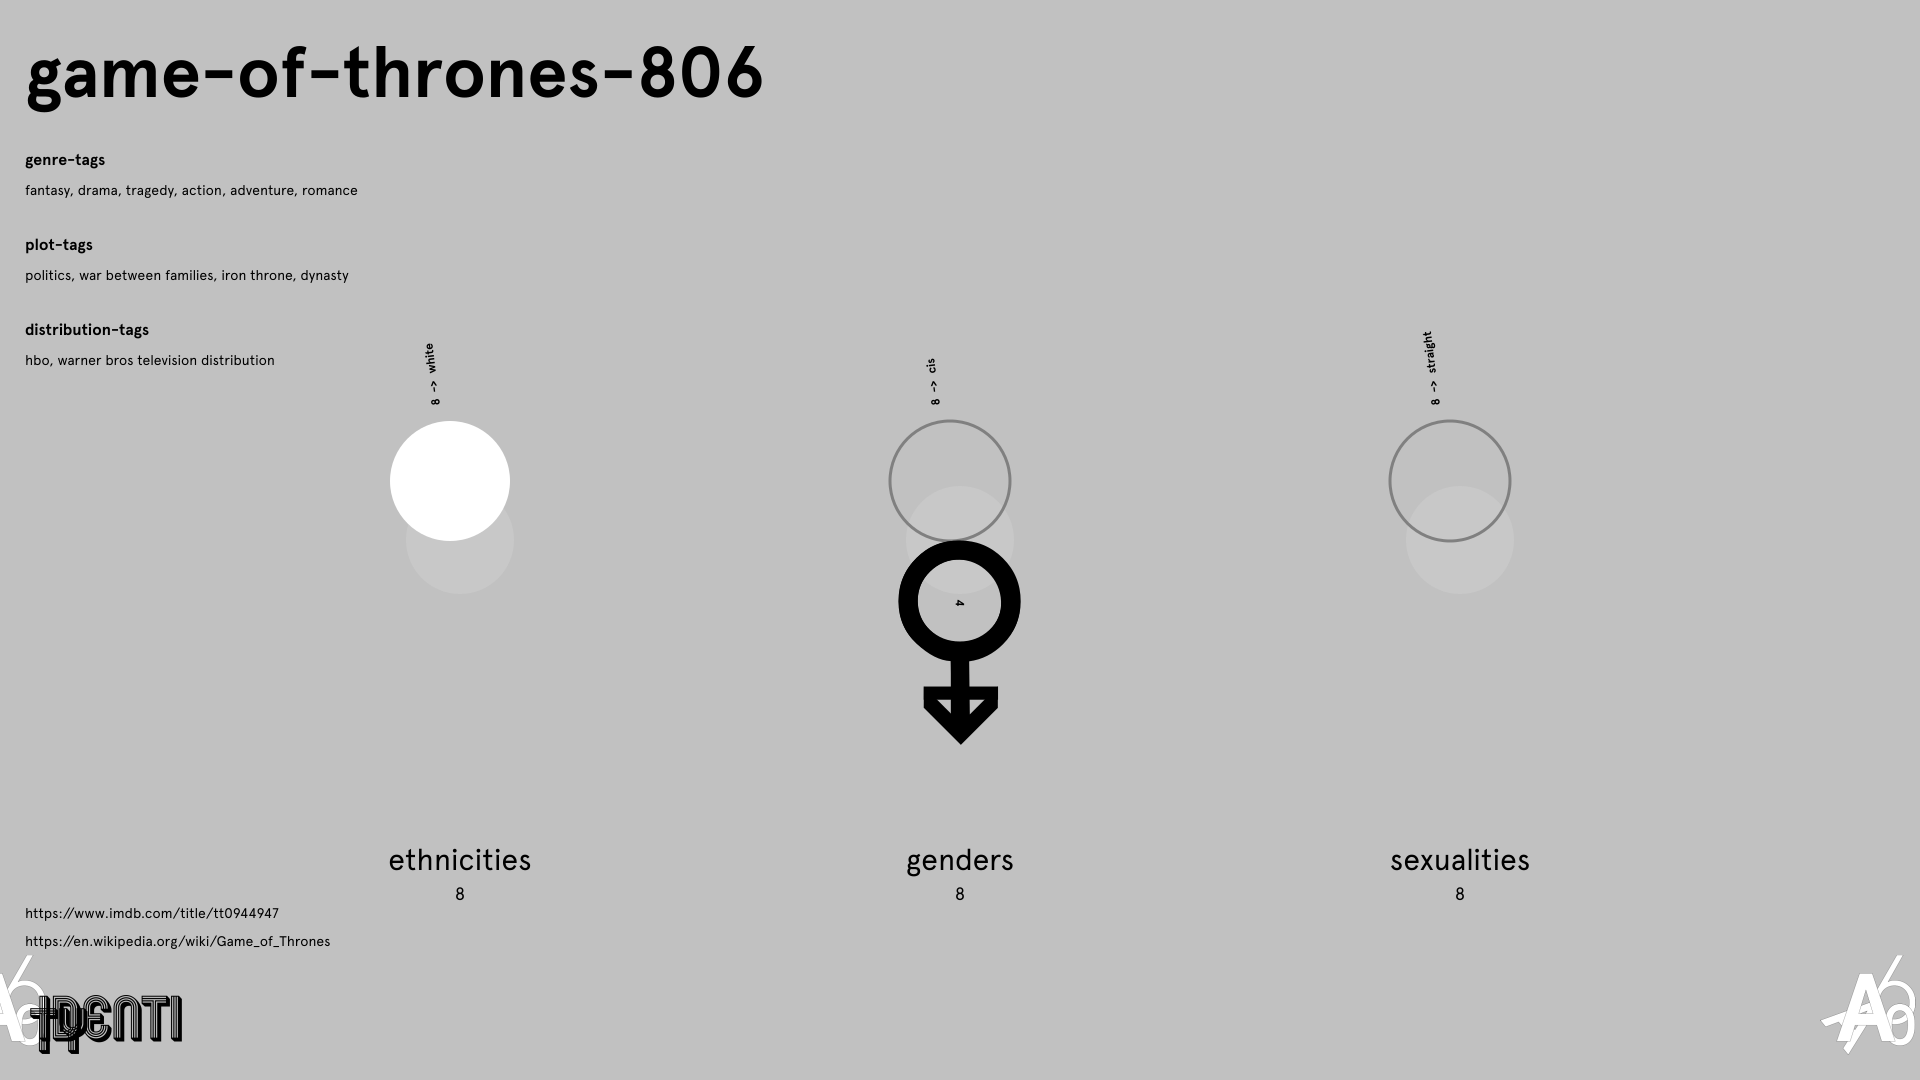 game-of-thrones-806
genre-tags
fantasy, drama, tragedy, action, adventure, romance
plot-tags
politics, war between families, iron throne, dynasty
distribution-tags
hbo, warner bros television distribution
8 -> white
8 -> cis
8 -> straight
4
ethnicities
8
genders
8
sexualities
8
https://www.imdb.com/title/tt0944947
https://en.wikipedia.org/wiki/Game_of_Thrones
IDENTI